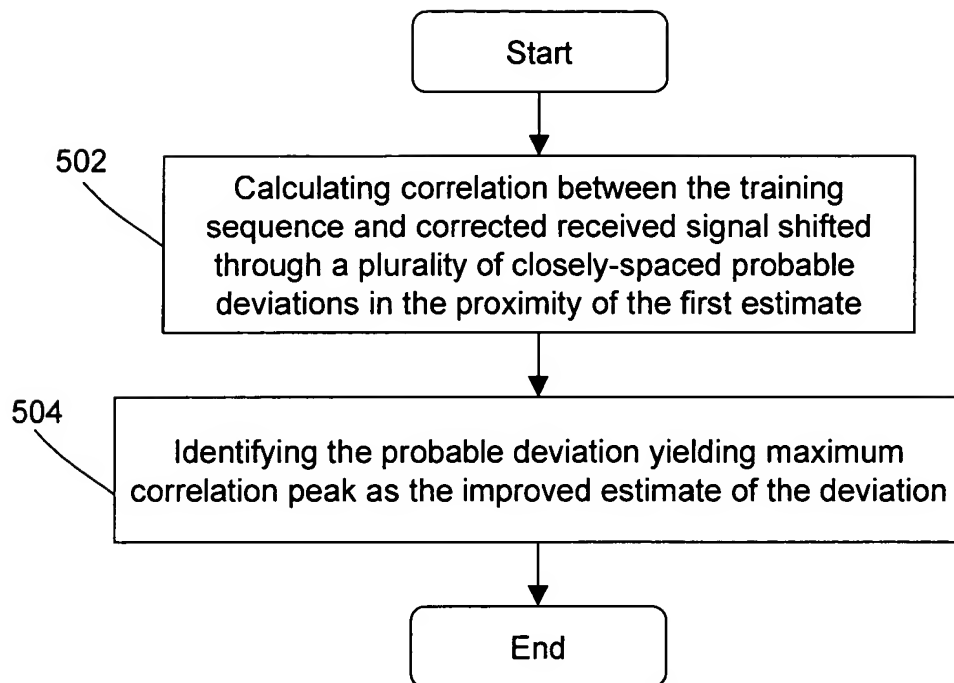 Start
502
Calculating correlation between the training
sequence and corrected received signal shifted
through a plurality of closely-spaced probable
deviations in the proximity of the first estimate
504
Identifying the probable deviation yielding maximum
correlation peak as the improved estimate of the deviation
End